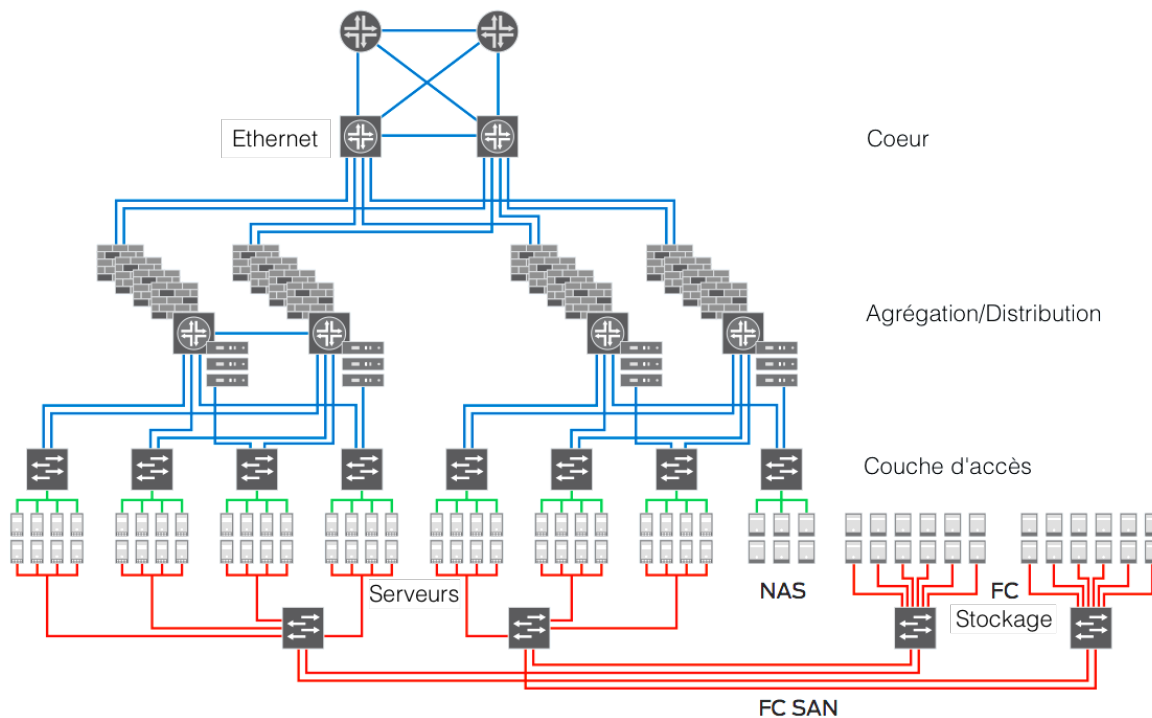 Ethernet
Coeur
Agrégation/Distribution
Couche d'accès
Serveurs
NAS
FC
Stockage
FC SAN